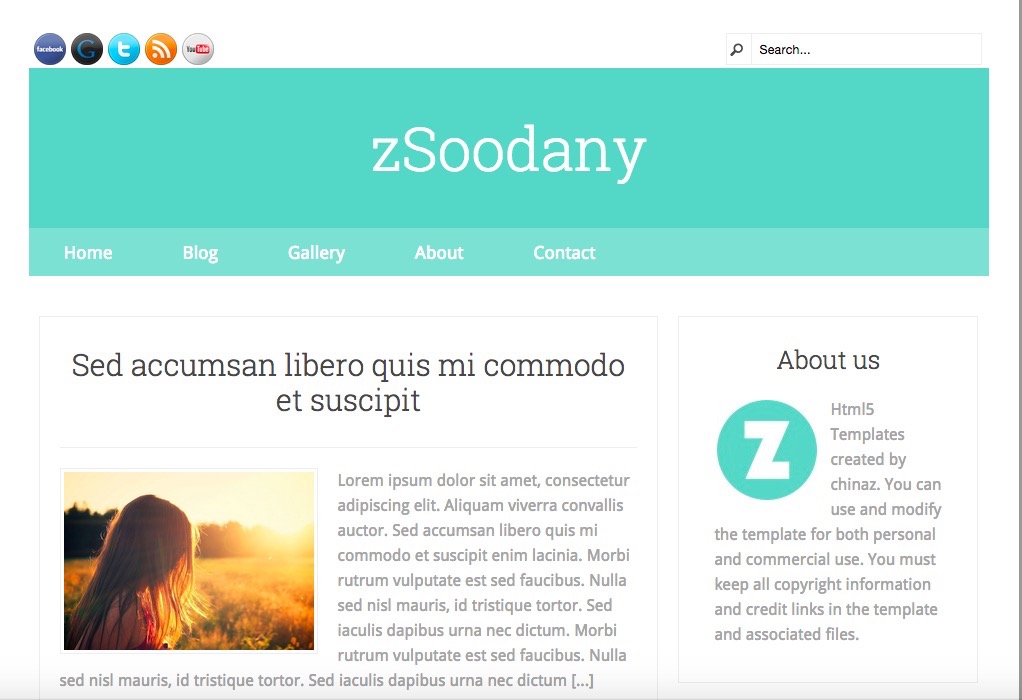 facebook
G
t
You Tube
Search...
zSoodany
Home Blog Gallery About Contact
Sed accumsan libero quis mi commodo
et suscipit
Lorem ipsum dolor sit amet, consectetur
adipiscing elit. Aliquam viverra convallis
auctor. Sed accumsan libero quis mi
commodo et suscipit enim lacinia. Morbi
rutrum vulputate est sed faucibus. Nulla
sed nisl mauris, id tristique tortor. Sed
iaculis dapibus urna nec dictum. Morbi
rutrum vulputate est sed faucibus. Nulla
sed nisl mauris, id tristique tortor. Sed iaculis dapibus urna nec dictum [...]
About us
Z
Html5
Templates
created by
chinaz. You can
use and modify
the template for both personal
and commercial use. You must
keep all copyright information
and credit links in the template
and associated files.